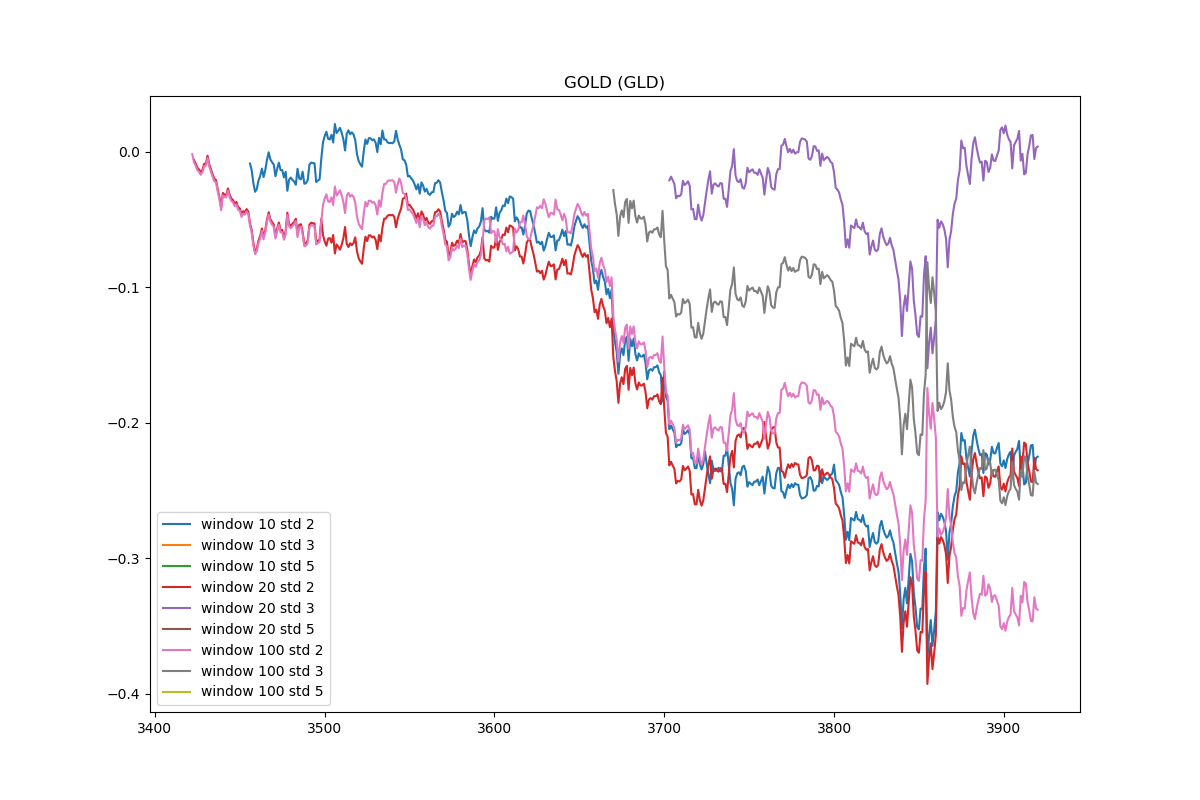 GOLD (GLD)
0.0
−0.1
−0.2
−0.3
−0.4
window 10 std 2
window 10 std 3
window 10 std 5
window 20 std 2
window 20 std 3
window 20 std 5
window 100 std 2
window 100 std 3
window 100 std 5
3400 3500 3600 3700 3800 3900